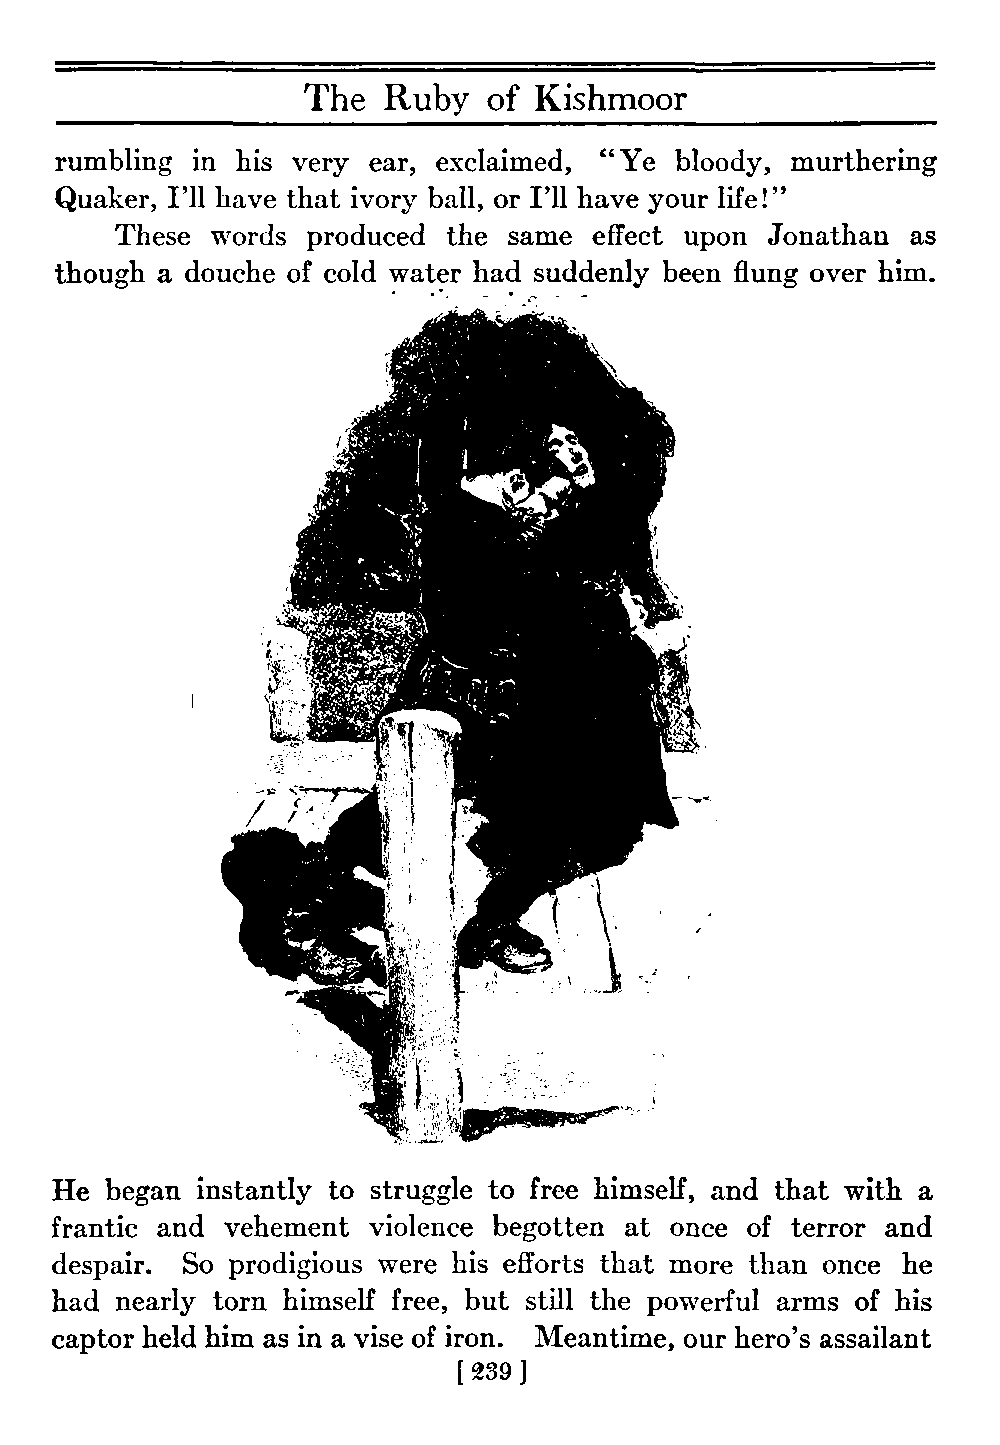 The Ruby of Kishmoor
rumbling in his very ear, exclaimed, “Ye bloody, murthering
Quaker, I’ll have that ivory ball, or I’ll have your life!”
These words produced the same effect upon Jonathan as
though a douche of cold water had suddenly been flung over him.
He began instantly to struggle to free himself, and that with a
frantic and vehement violence begotten at once of terror and
despair. So prodigious were his efforts that more than once he
had nearly torn himself free, but still the powerful arms of his
captor held him as in a vise of iron. Meantime, our hero’s assailant
[ 239 ]